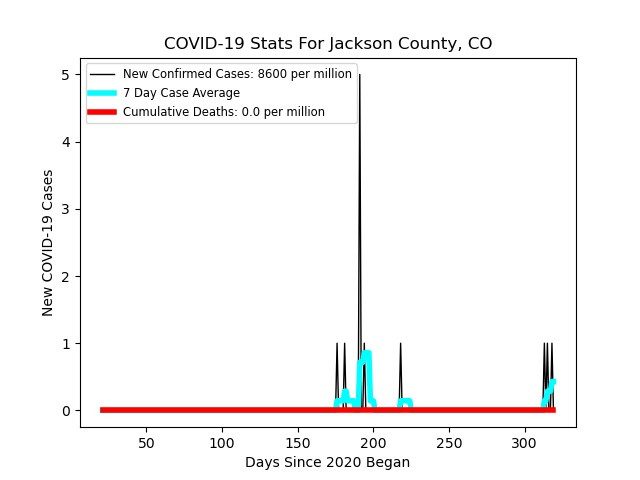 COVID-19 Stats For Jackson County, CO
New Confirmed Cases: 8600 per million
7 Day Case Average
Cumulative Deaths: 0.0 per million
New COVID-19 Cases
5
4
3
2
1
0
50 100 150 200 250 300
Days Since 2020 Began